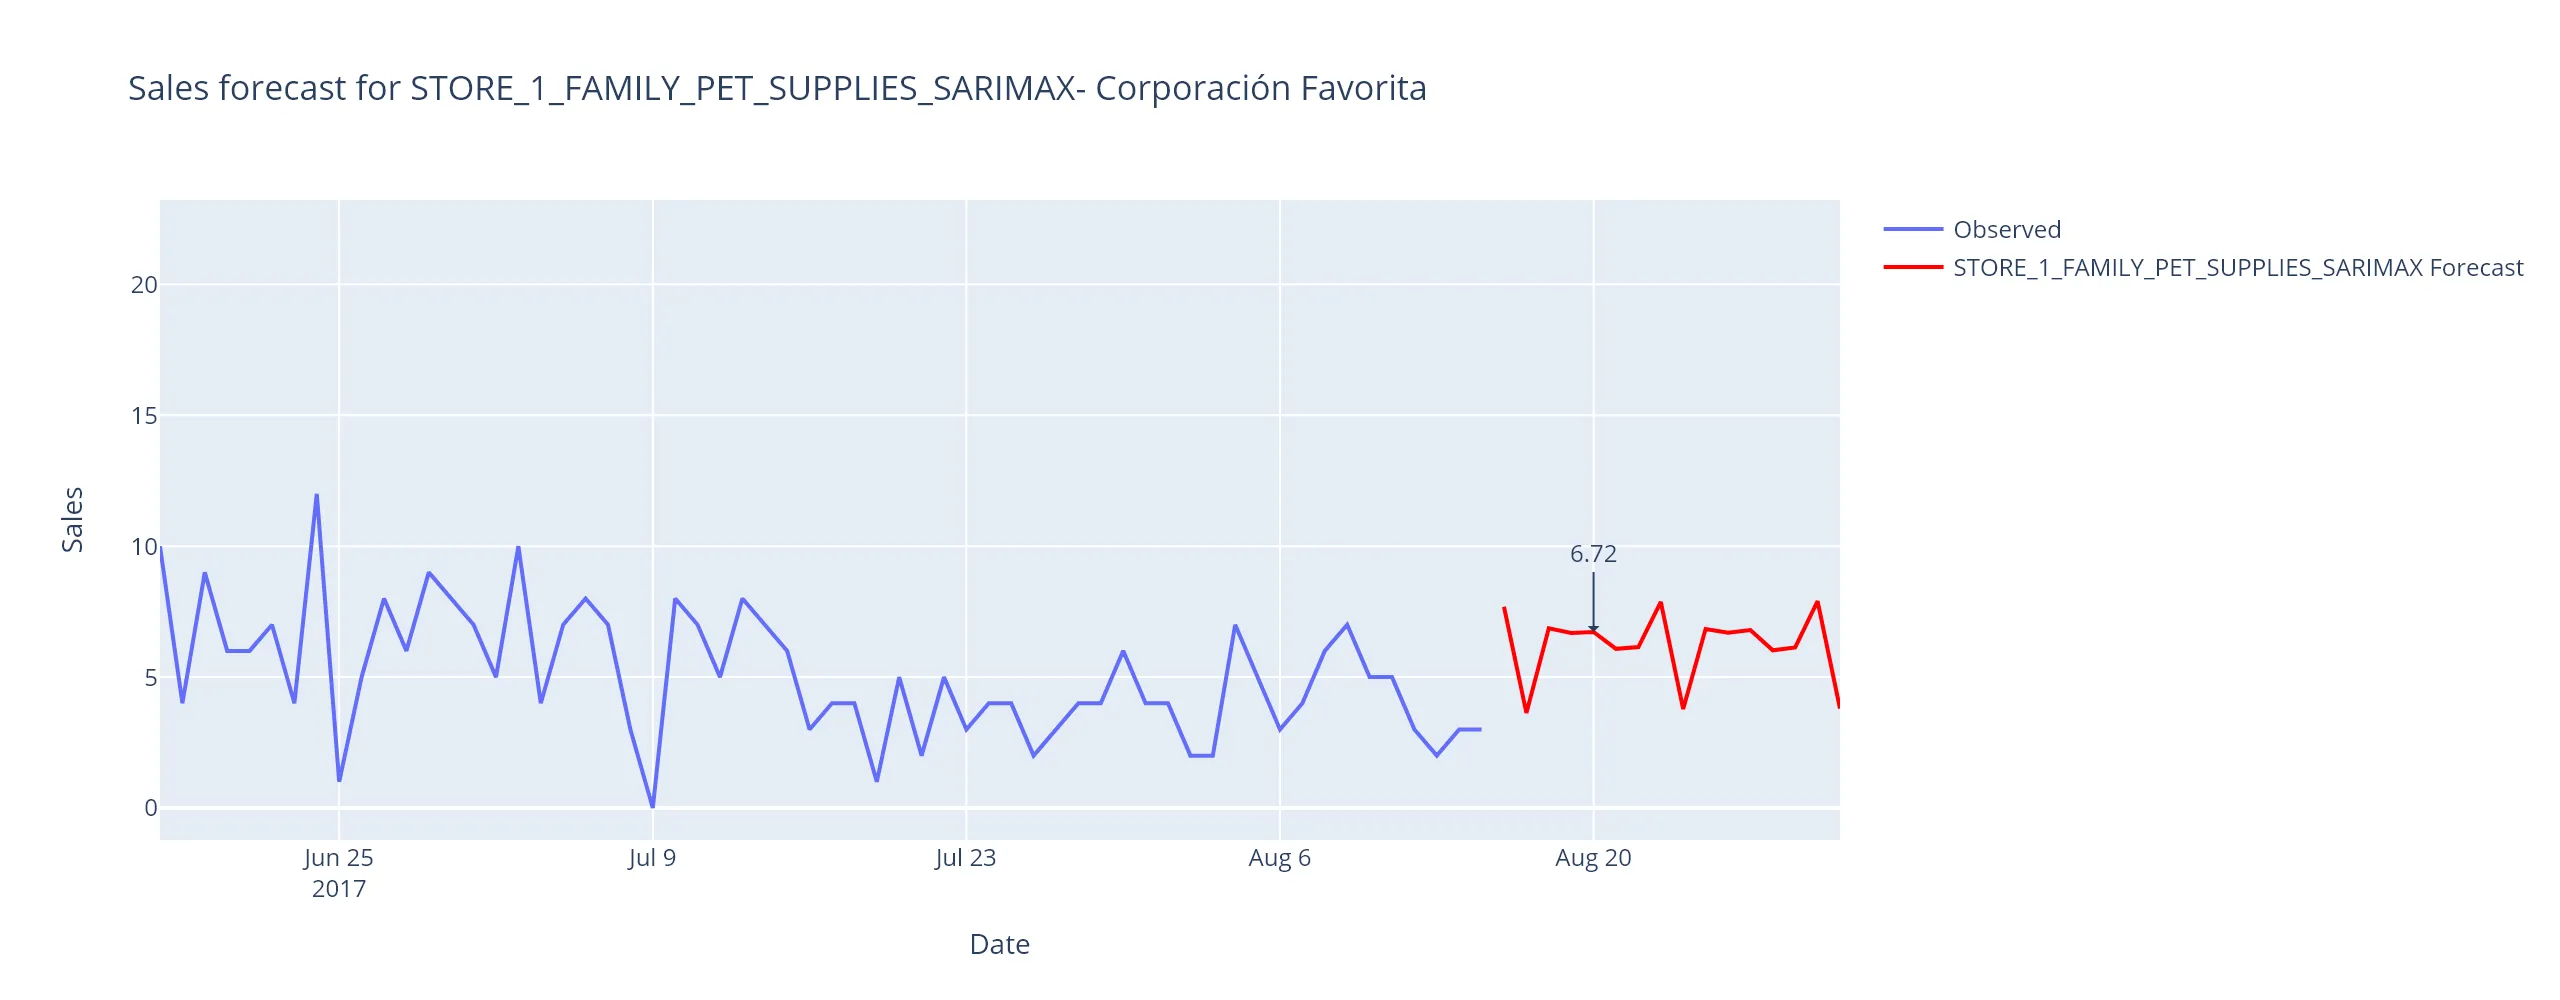 Sales forecast for STORE_1_FAMILY_PET_SUPPLIES_SARIMAX- Corporación Favorita
Observed
STORE_1_FAMILY_PET_SUPPLIES_SARIMAX Forecast
20
15
10
5
0
Sales
6.72
Jun 25
2017
Jul 9
Jul 23
Aug 6
Aug 20
Date